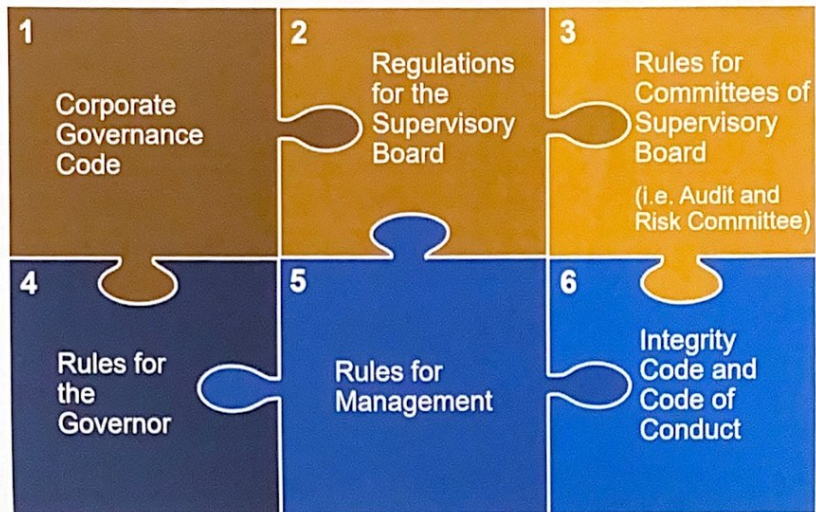 1
Corporate
Governance
Code
2
Regulations
for the
Supervisory
Board
3
Rules for
Committees of
Supervisory
Board
(i.e. Audit and
Risk Committee)
4
Rules for
the
Governor
5
Rules for
Management
6
Integrity
Code and
Code of
Conduct